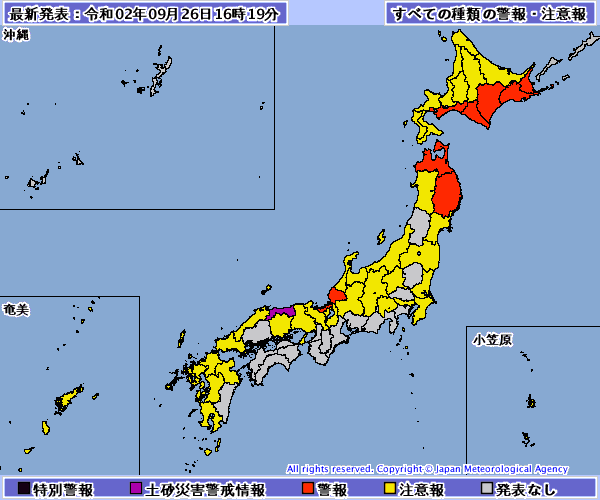 最新発表：令和02年09月26日16時19分
すべての種類の警報・注意報
沖縄
奄美
小笠原
All rights reserved. Copyright © Japan Meteorological Agency
特別警報 土砂災害警戒情報 警報 注意報 発表なし